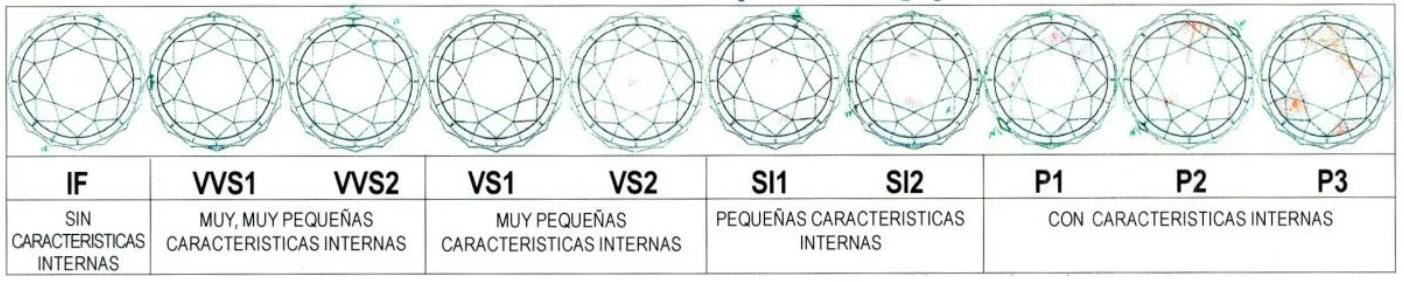 IF
VVS1
VVS2
VS1
VS2
SI1
SI2
P1
P2
P3
SIN
CARACTERISTICAS
INTERNAS
MUY, MUY PEQUEÑAS
CARACTERISTICAS INTERNAS
MUY PEQUEÑAS
CARACTERISTICAS INTERNAS
PEQUEÑAS CARACTERISTICAS
INTERNAS
CON CARACTERISTICAS INTERNAS